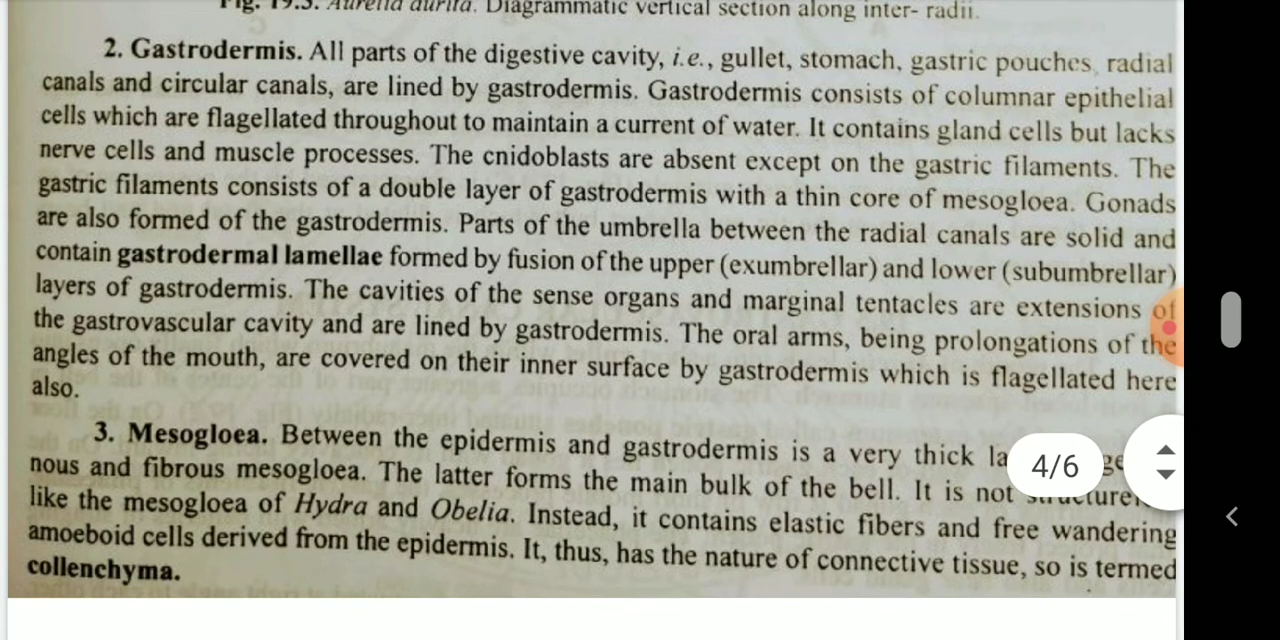 Fig. 19.3. Aurelia aurita. Diagrammatic vertical section along inter- radii.
2. Gastrodermis. All parts of the digestive cavity, i.e., gullet, stomach, gastric pouches, radial
canals and circular canals, are lined by gastrodermis. Gastrodermis consists of columnar epithelial
cells which are flagellated throughout to maintain a current of water. It contains gland cells but lacks
nerve cells and muscle processes. The cnidoblasts are absent except on the gastric filaments. The
gastric filaments consists of a double layer of gastrodermis with a thin core of mesogloea. Gonads
are also formed of the gastrodermis. Parts of the umbrella between the radial canals are solid and
contain gastrodermal lamellae formed by fusion of the upper (exumbrellar) and lower (subumbrellar)
layers of gastrodermis. The cavities of the sense organs and marginal tentacles are extensions of
the gastrovascular cavity and are lined by gastrodermis. The oral arms, being prolongations of the
angles of the mouth, are covered on their inner surface by gastrodermis which is flagellated here
also.
3. Mesogloea. Between the epidermis and gastrodermis is a very thick
nous and fibrous mesogloea. The latter forms the main bulk of the bell. It is not
like the mesogloea of Hydra and Obelia. Instead, it contains elastic fibers and free wandering
amoeboid cells derived from the epidermis. It, thus, has the nature of connective tissue, so is termed
collenchyma.
4/6